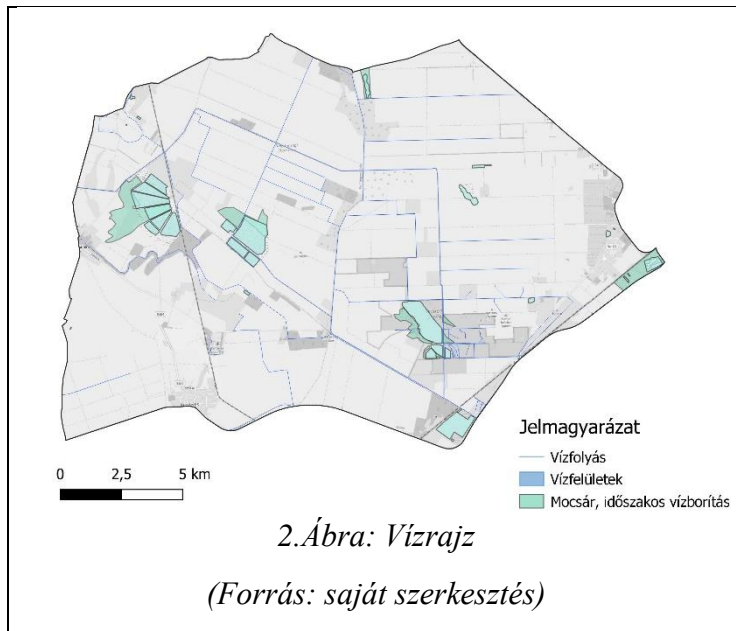 Jelmagyarázat
Vízfolyás
Vízfelületek
Mocsár, időszakos vízborítás
0 2,5 5 km
2.Ábra: Vízrajz
(Forrás: saját szerkesztés)